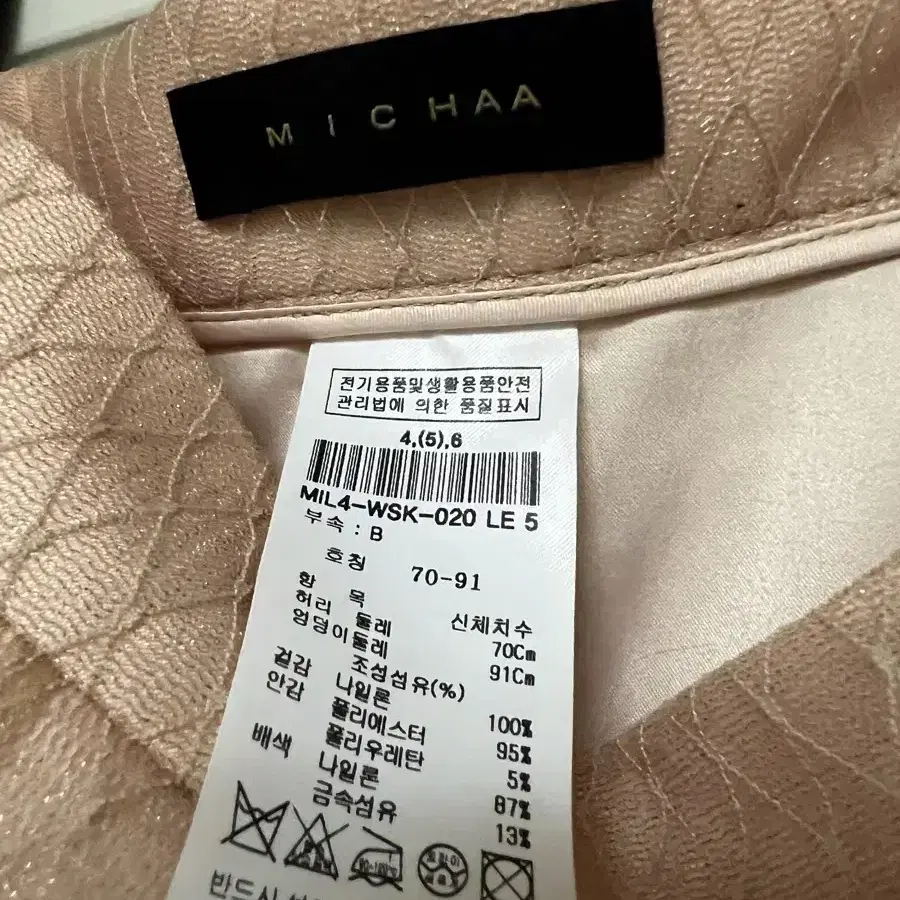 MICHAA
전기용품및생활용품안전
관리법에 의한 품질표시
4,(5),6
MIL4-WSK-020 LE 5
부속 : B
호칭 70-91
항 목 신체치수
허리 둘레 70Cm
엉덩이둘레 91Cm
조성섬유(%)
겉감 나일론 100%
안감 폴리에스터 95%
폴리우레탄 5%
배색 나일론 87%
금속섬유 13%
반드시